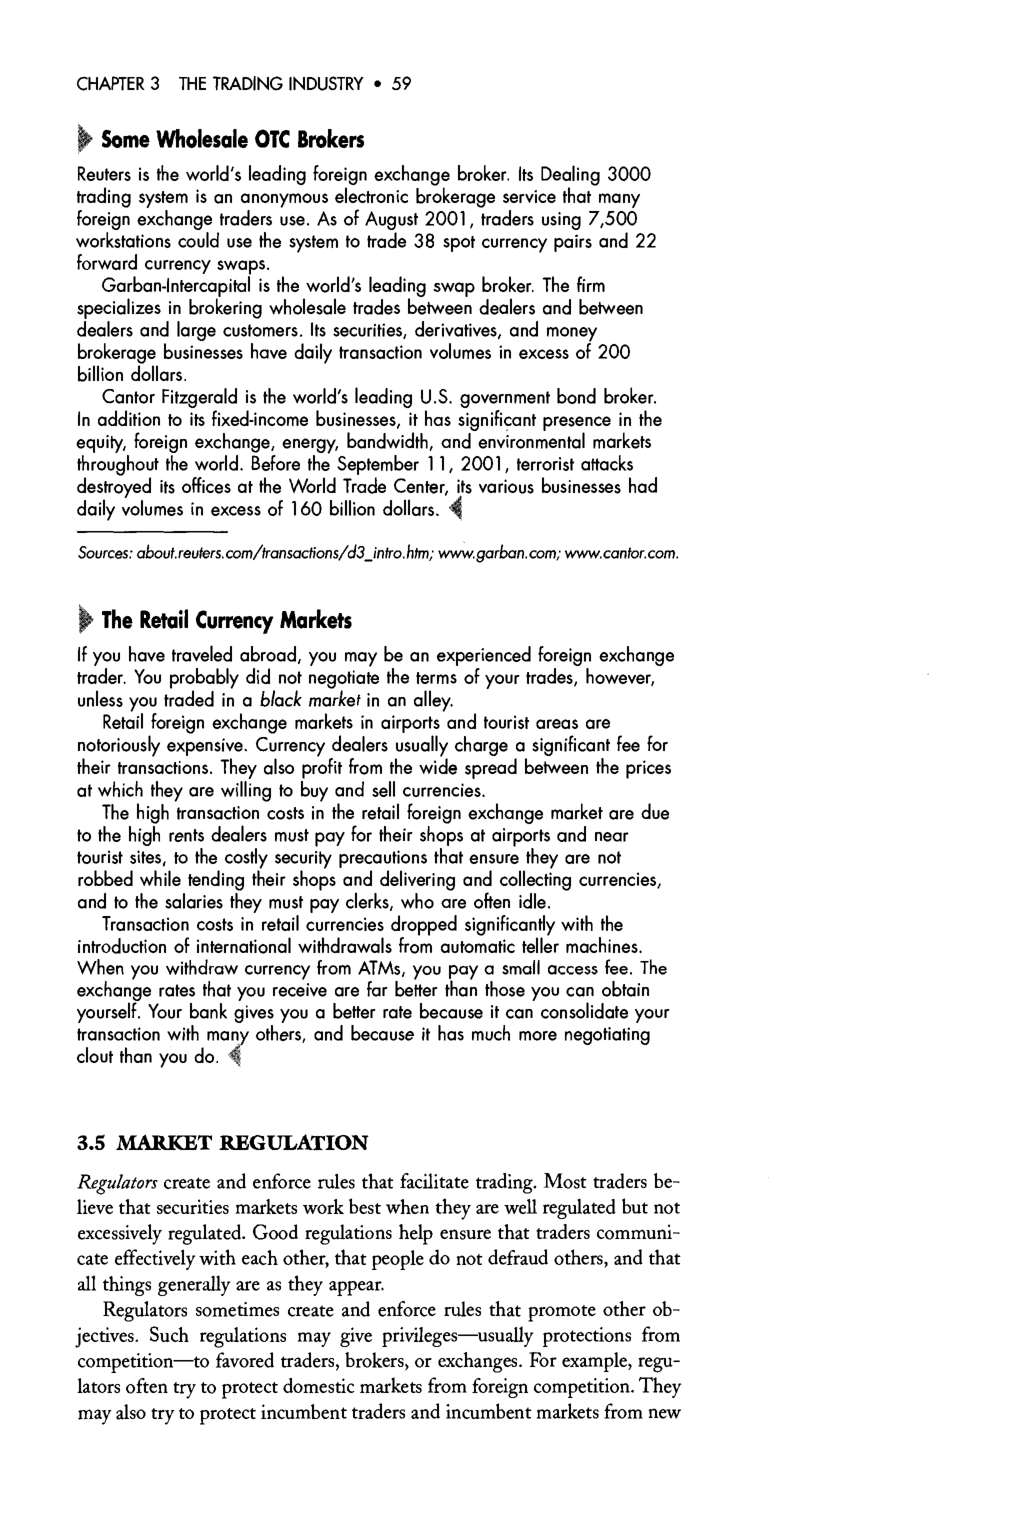 CHAPTER 3 THE TRADING INDUSTRY • 59
Some Wholesale OTC Brokers
Reuters is the world's leading foreign exchange broker. Its Dealing 3000
trading system is an anonymous electronic brokerage service that many
foreign exchange traders use. As of August 2001, traders using 7,500
workstations could use the system to trade 38 spot currency pairs and 22
forward currency swaps.
Garban-Intercapital is the world's leading swap broker. The firm
specializes in brokering wholesale trades between dealers and between
dealers and large customers. Its securities, derivatives, and money
brokerage businesses have daily transaction volumes in excess of 200
billion dollars.
Cantor Fitzgerald is the world's leading U.S. government bond broker.
In addition to its fixed-income businesses, it has significant presence in the
equity, foreign exchange, energy, bandwidth, and environmental markets
throughout the world. Before the September 11, 2001, terrorist attacks
destroyed its offices at the World Trade Center, its various businesses had
daily volumes in excess of 160 billion dollars.
Sources: about.reuters.com/transactions/d3_intro.htm; www.garban.com; www.cantor.com.
The Retail Currency Markets
If you have traveled abroad, you may be an experienced foreign exchange
trader. You probably did not negotiate the terms of your trades, however,
unless you traded in a black market in an alley.
Retail foreign exchange markets in airports and tourist areas are
notoriously expensive. Currency dealers usually charge a significant fee for
their transactions. They also profit from the wide spread between the prices
at which they are willing to buy and sell currencies.
The high transaction costs in the retail foreign exchange market are due
to the high rents dealers must pay for their shops at airports and near
tourist sites, to the costly security precautions that ensure they are not
robbed while tending their shops and delivering and collecting currencies,
and to the salaries they must pay clerks, who are often idle.
Transaction costs in retail currencies dropped significantly with the
introduction of international withdrawals from automatic teller machines.
When you withdraw currency from ATMs, you pay a small access fee. The
exchange rates that you receive are far better than those you can obtain
yourself. Your bank gives you a better rate because it can consolidate your
transaction with many others, and because it has much more negotiating
clout than you do.
3.5 MARKET REGULATION
Regulators create and enforce rules that facilitate trading. Most traders be-
lieve that securities markets work best when they are well regulated but not
excessively regulated. Good regulations help ensure that traders communi-
cate effectively with each other, that people do not defraud others, and that
all things generally are as they appear.
Regulators sometimes create and enforce rules that promote other ob-
jectives. Such regulations may give privileges—usually protections from
competition—to favored traders, brokers, or exchanges. For example, regu-
lators often try to protect domestic markets from foreign competition. They
may also try to protect incumbent traders and incumbent markets from new